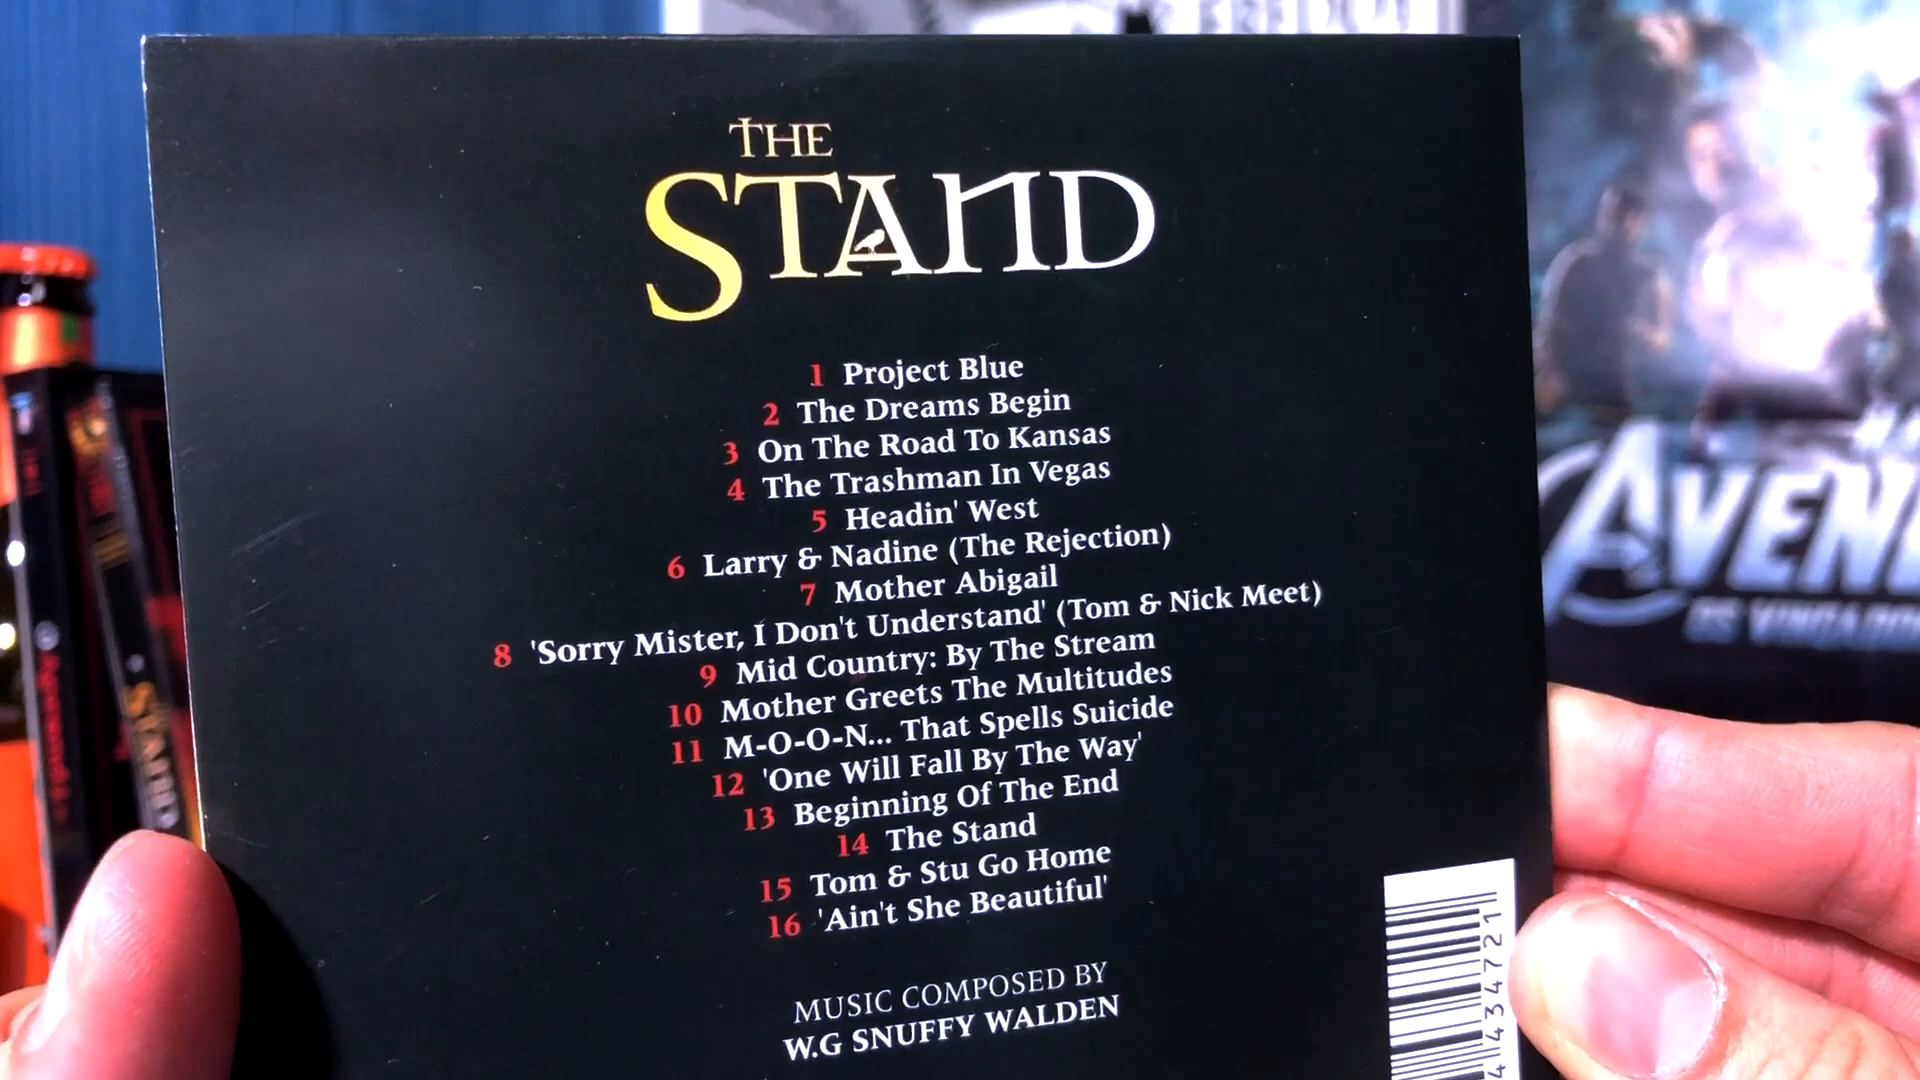 THE
STAND
1 Project Blue
2 The Dreams Begin
3 On The Road To Kansas
4 The Trashman In Vegas
5 Headin' West
6 Larry & Nadine (The Rejection)
7 Mother Abigail
8 'Sorry Mister, I Don't Understand' (Tom & Nick Meet)
9 Mid Country: By The Stream
10 Mother Greets The Multitudes
11 M-O-O-N... That Spells Suicide
12 'One Will Fall By The Way'
13 Beginning Of The End
14 The Stand
15 Tom & Stu Go Home
16 'Ain't She Beautiful'
MUSIC COMPOSED BY
W.G SNUFFY WALDEN
4 434721
AVEN
STAND